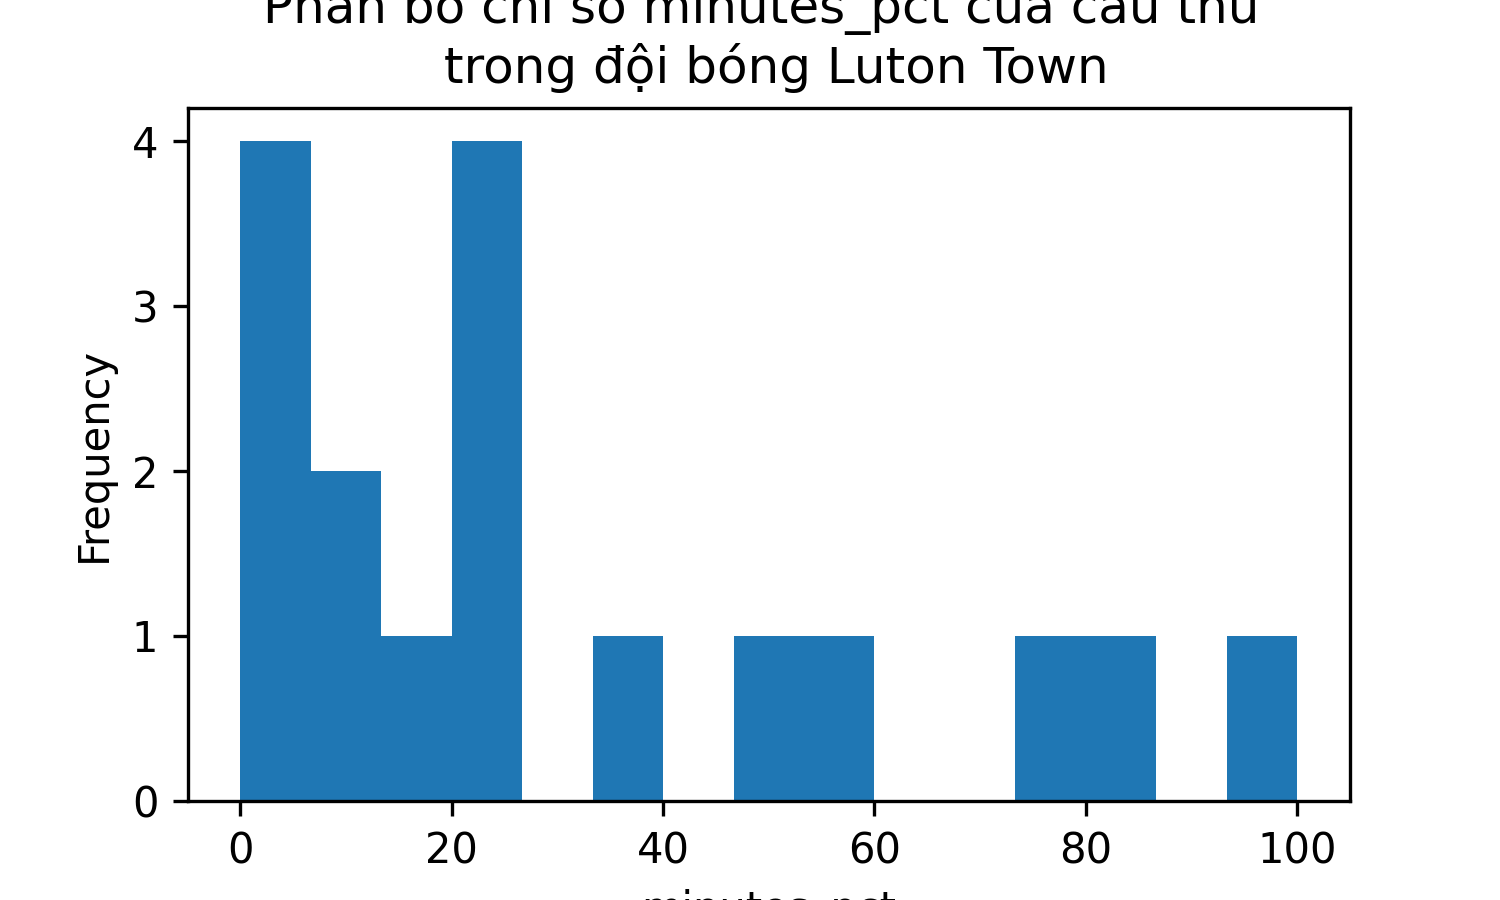 Phân bố chỉ số minutes_pct của cầu thủ
trong đội bóng Luton Town
4
3
2
1
0
Frequency
0 20 40 60 80 100
minutes_pct